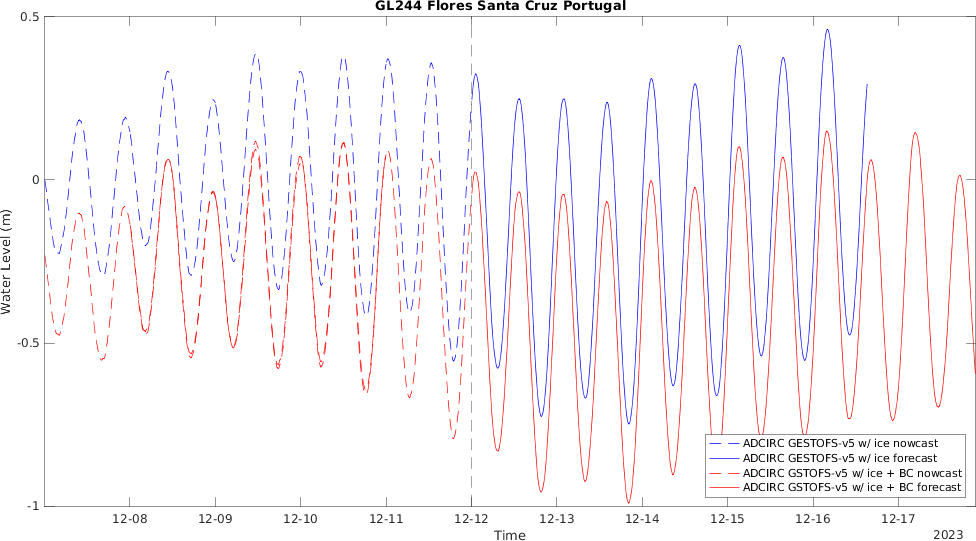 GL244 Flores Santa Cruz Portugal
0.5
0
-0.5
-1
Water Level (m)
12-08
12-09
12-10
12-11
12-12
12-13
12-14
12-15
12-16
12-17
Time
2023
ADCIRC GESTOFS-v5 w/ ice nowcast
ADCIRC GESTOFS-v5 w/ ice forecast
ADCIRC GSTOFS-v5 w/ ice + BC nowcast
ADCIRC GSTOFS-v5 w/ ice + BC forecast